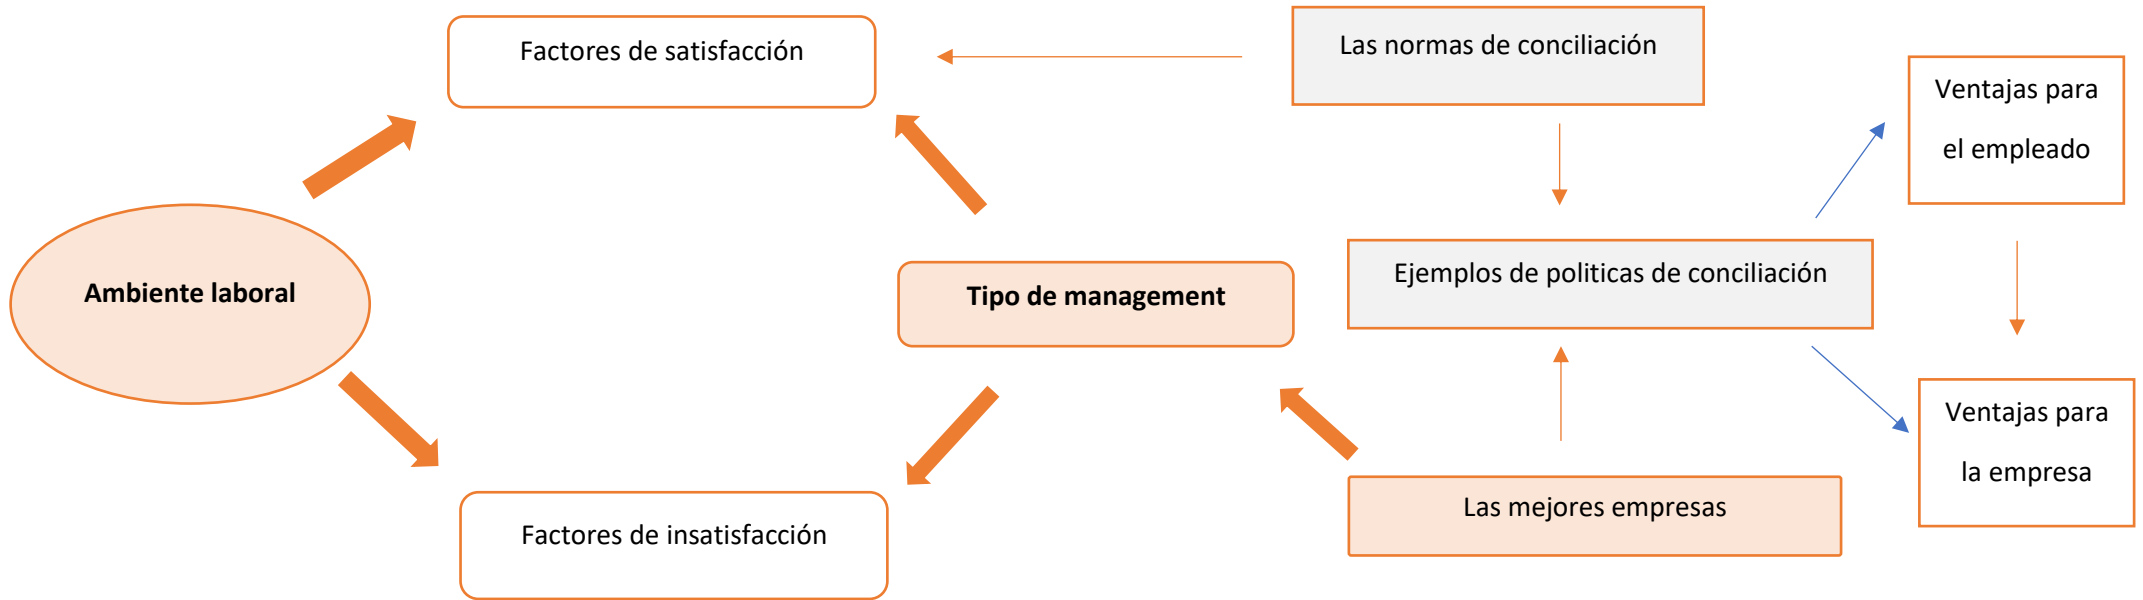 Factores de satisfacción
Las normas de conciliación
Ventajas para
el empleado
Ambiente laboral
Tipo de management
Ejemplos de politicas de conciliación
Ventajas para
la empresa
Las mejores empresas
Factores de insatisfacción